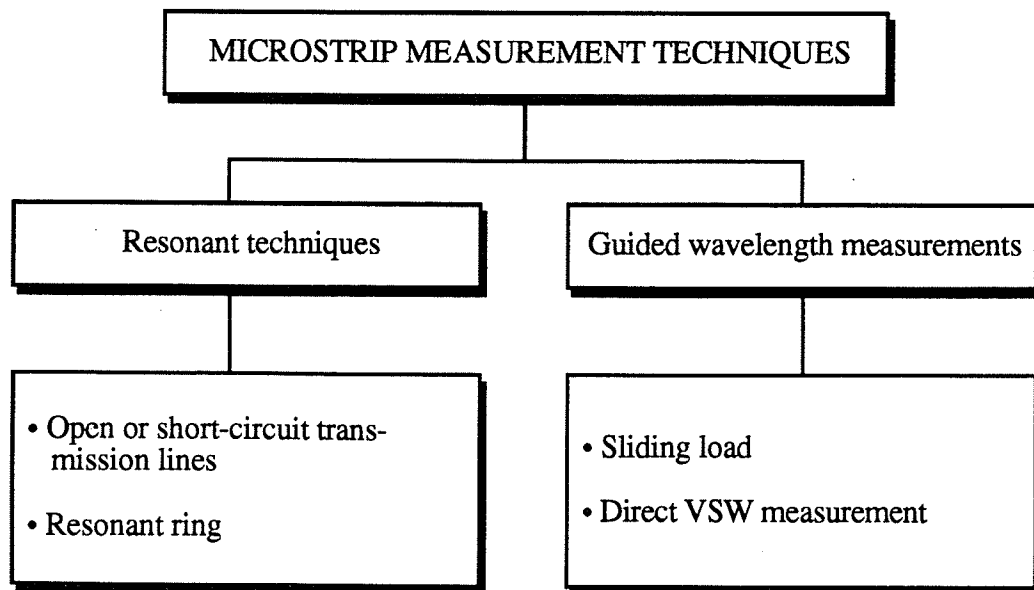 MICROSTRIP MEASUREMENT TECHNIQUES
Resonant techniques
Guided wavelength measurements
• Open or short-circuit trans-
mission lines
• Resonant ring
• Sliding load
• Direct VSW measurement